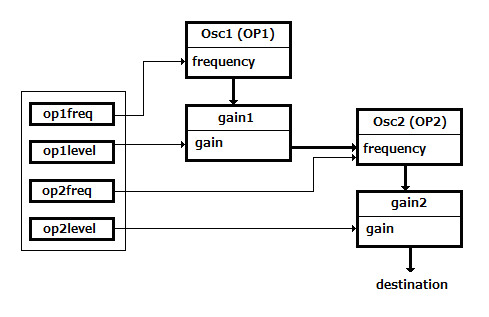 Osc1 (OP1)
frequency
op1freq
op1level
op2freq
op2level
gain1
gain
Osc2 (OP2)
frequency
gain2
gain
destination